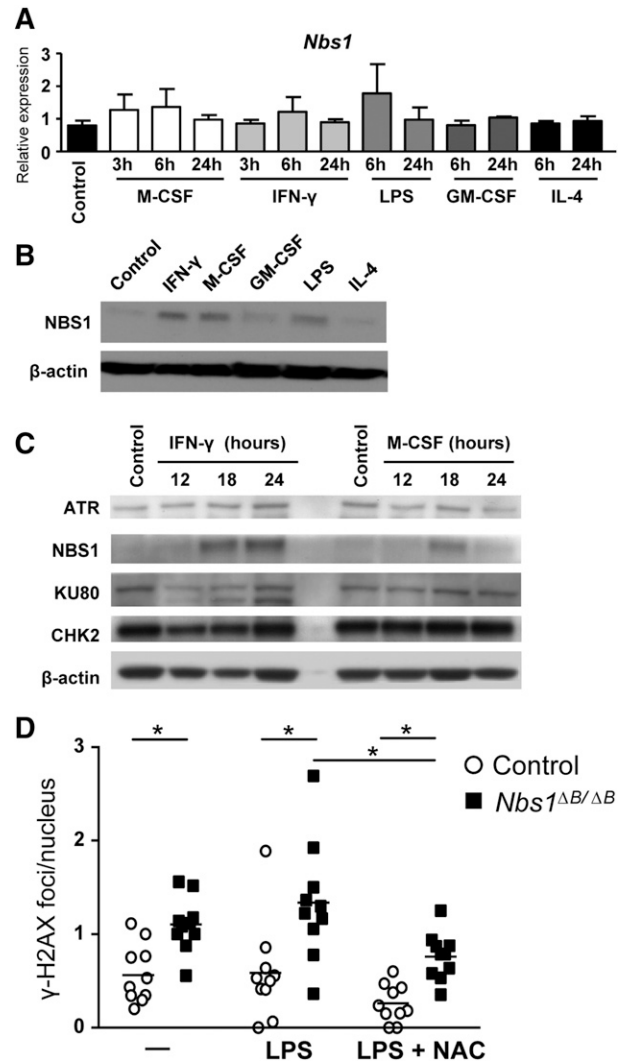 A
Nbs1
Relative expression
3
2
1
0
Control
3h 6h 24h 3h 6h 24h 6h 24h 6h 24h 6h 24h
M-CSF IFN-γ LPS GM-CSF IL-4
B
Control IFN-γ M-CSF GM-CSF LPS IL-4
NBS1
β-actin
C
Control IFN-γ (hours) Control M-CSF (hours)
12 18 24 12 18 24
ATR
NBS1
KU80
CHK2
β-actin
D
* * * *
γ-H2AX foci/nucleus
3
2
1
0
Control
Nbs1ΔB/ΔB
— LPS LPS + NAC